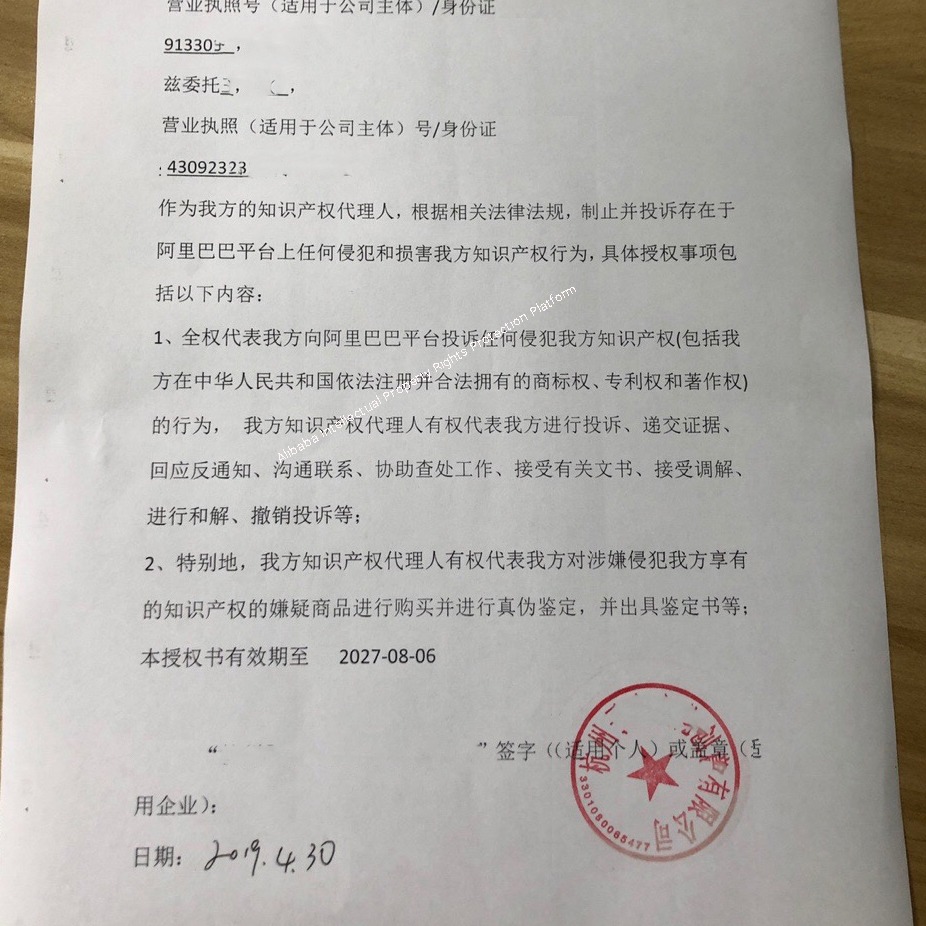 营业执照号（适用于公司主体）/身份证
91330 ，
兹委托 ， ，
营业执照（适用于公司主体）号/身份证
: 43092323
作为我方的知识产权代理人，根据相关法律法规，制止并投诉存在于
阿里巴巴平台上任何侵犯和损害我方知识产权行为，具体授权事项包
括以下内容：
1、全权代表我方向阿里巴巴平台投诉任何侵犯我方知识产权(包括我
方在中华人民共和国依法注册并合法拥有的商标权、专利权和著作权)
的行为， 我方知识产权代理人有权代表我方进行投诉、递交证据、
回应反通知、沟通联系、协助查处工作、接受有关文书、接受调解、
进行和解、撤销投诉等；
2、特别地，我方知识产权代理人有权代表我方对涉嫌侵犯我方享有
的知识产权的嫌疑商品进行购买并进行真伪鉴定，并出具鉴定书等；
本授权书有效期至 2027-08-06
“ ”签字（(适用个人）或盖章（适
用企业）：
日期： 2019.4.30
杭州 有限公司
3301080065477
Alibaba Intellectual Property Rights Protection Platform